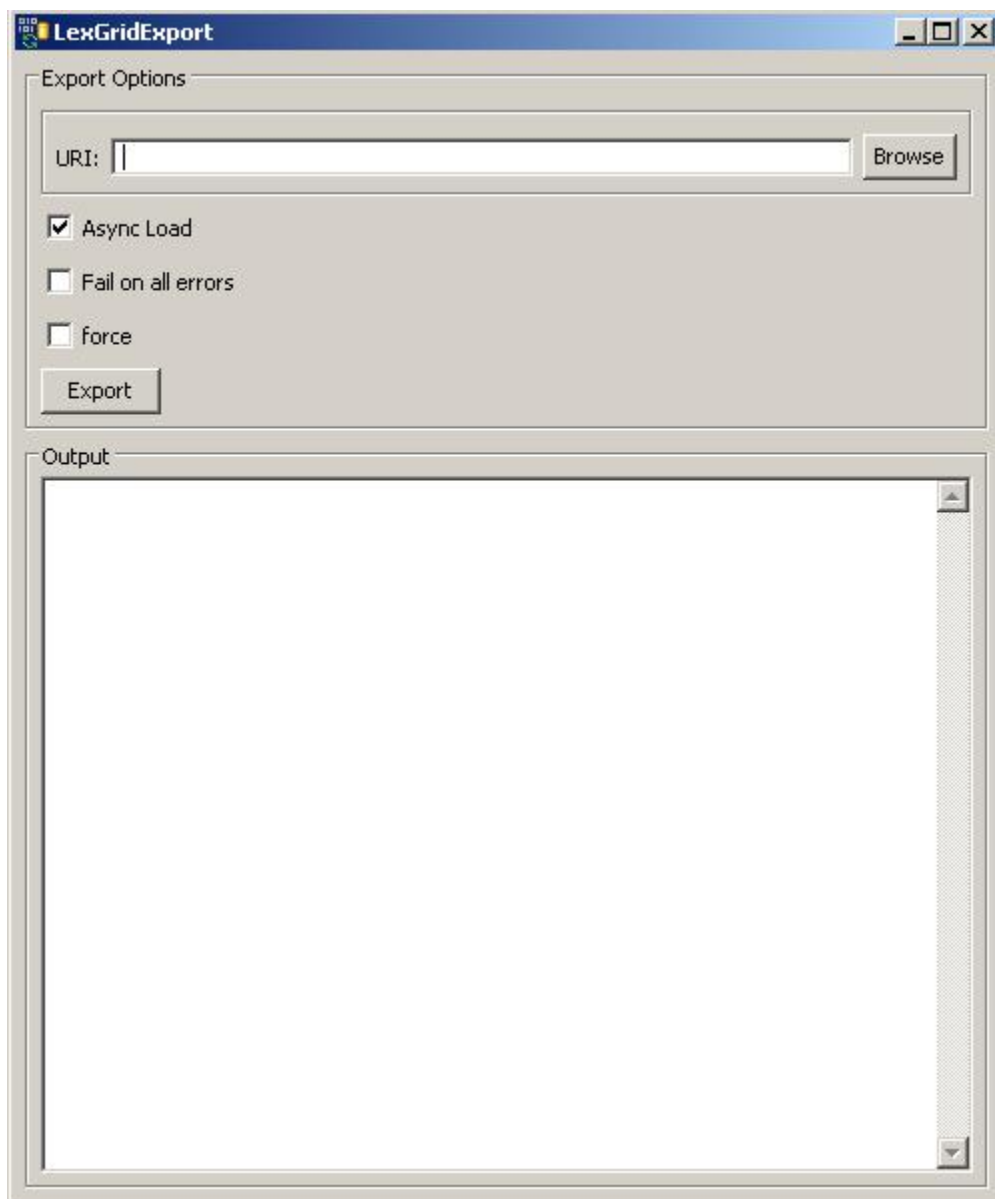 LexGridExport
Export Options
URI:
Browse
Async Load
Fail on all errors
force
Export
Output